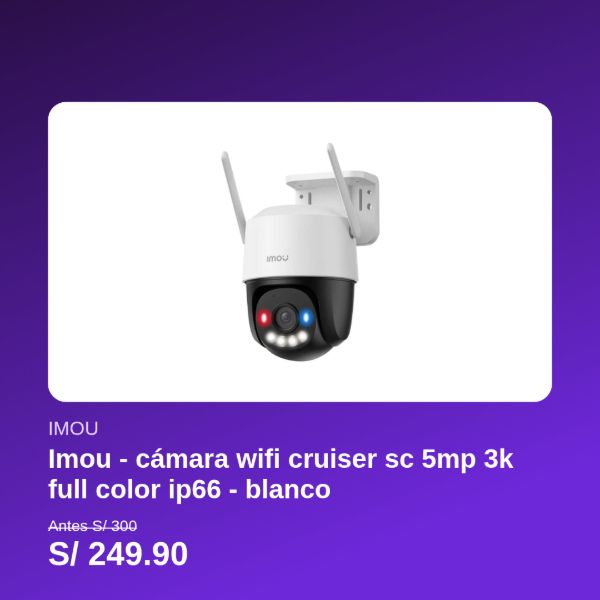 imou
IMOU
Imou - cámara wifi cruiser sc 5mp 3k
full color ip66 - blanco
Antes S/ 300
S/ 249.90